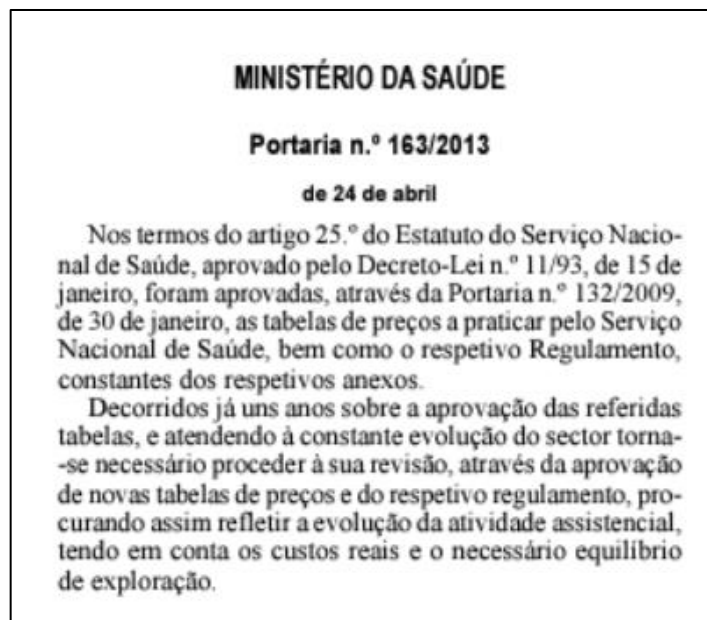 MINISTÉRIO DA SAÚDE
Portaria n.º 163/2013
de 24 de abril
Nos termos do artigo 25.º do Estatuto do Serviço Nacio-
nal de Saúde, aprovado pelo Decreto-Lei n.º 11/93, de 15 de
janeiro, foram aprovadas, através da Portaria n.º 132/2009,
de 30 de janeiro, as tabelas de preços a praticar pelo Serviço
Nacional de Saúde, bem como o respetivo Regulamento,
constantes dos respetivos anexos.
Decorridos já uns anos sobre a aprovação das referidas
tabelas, e atendendo à constante evolução do sector torna-
-se necessário proceder à sua revisão, através da aprovação
de novas tabelas de preços e do respetivo regulamento, pro-
curando assim refletir a evolução da atividade assistencial,
tendo em conta os custos reais e o necessário equilíbrio
de exploração.